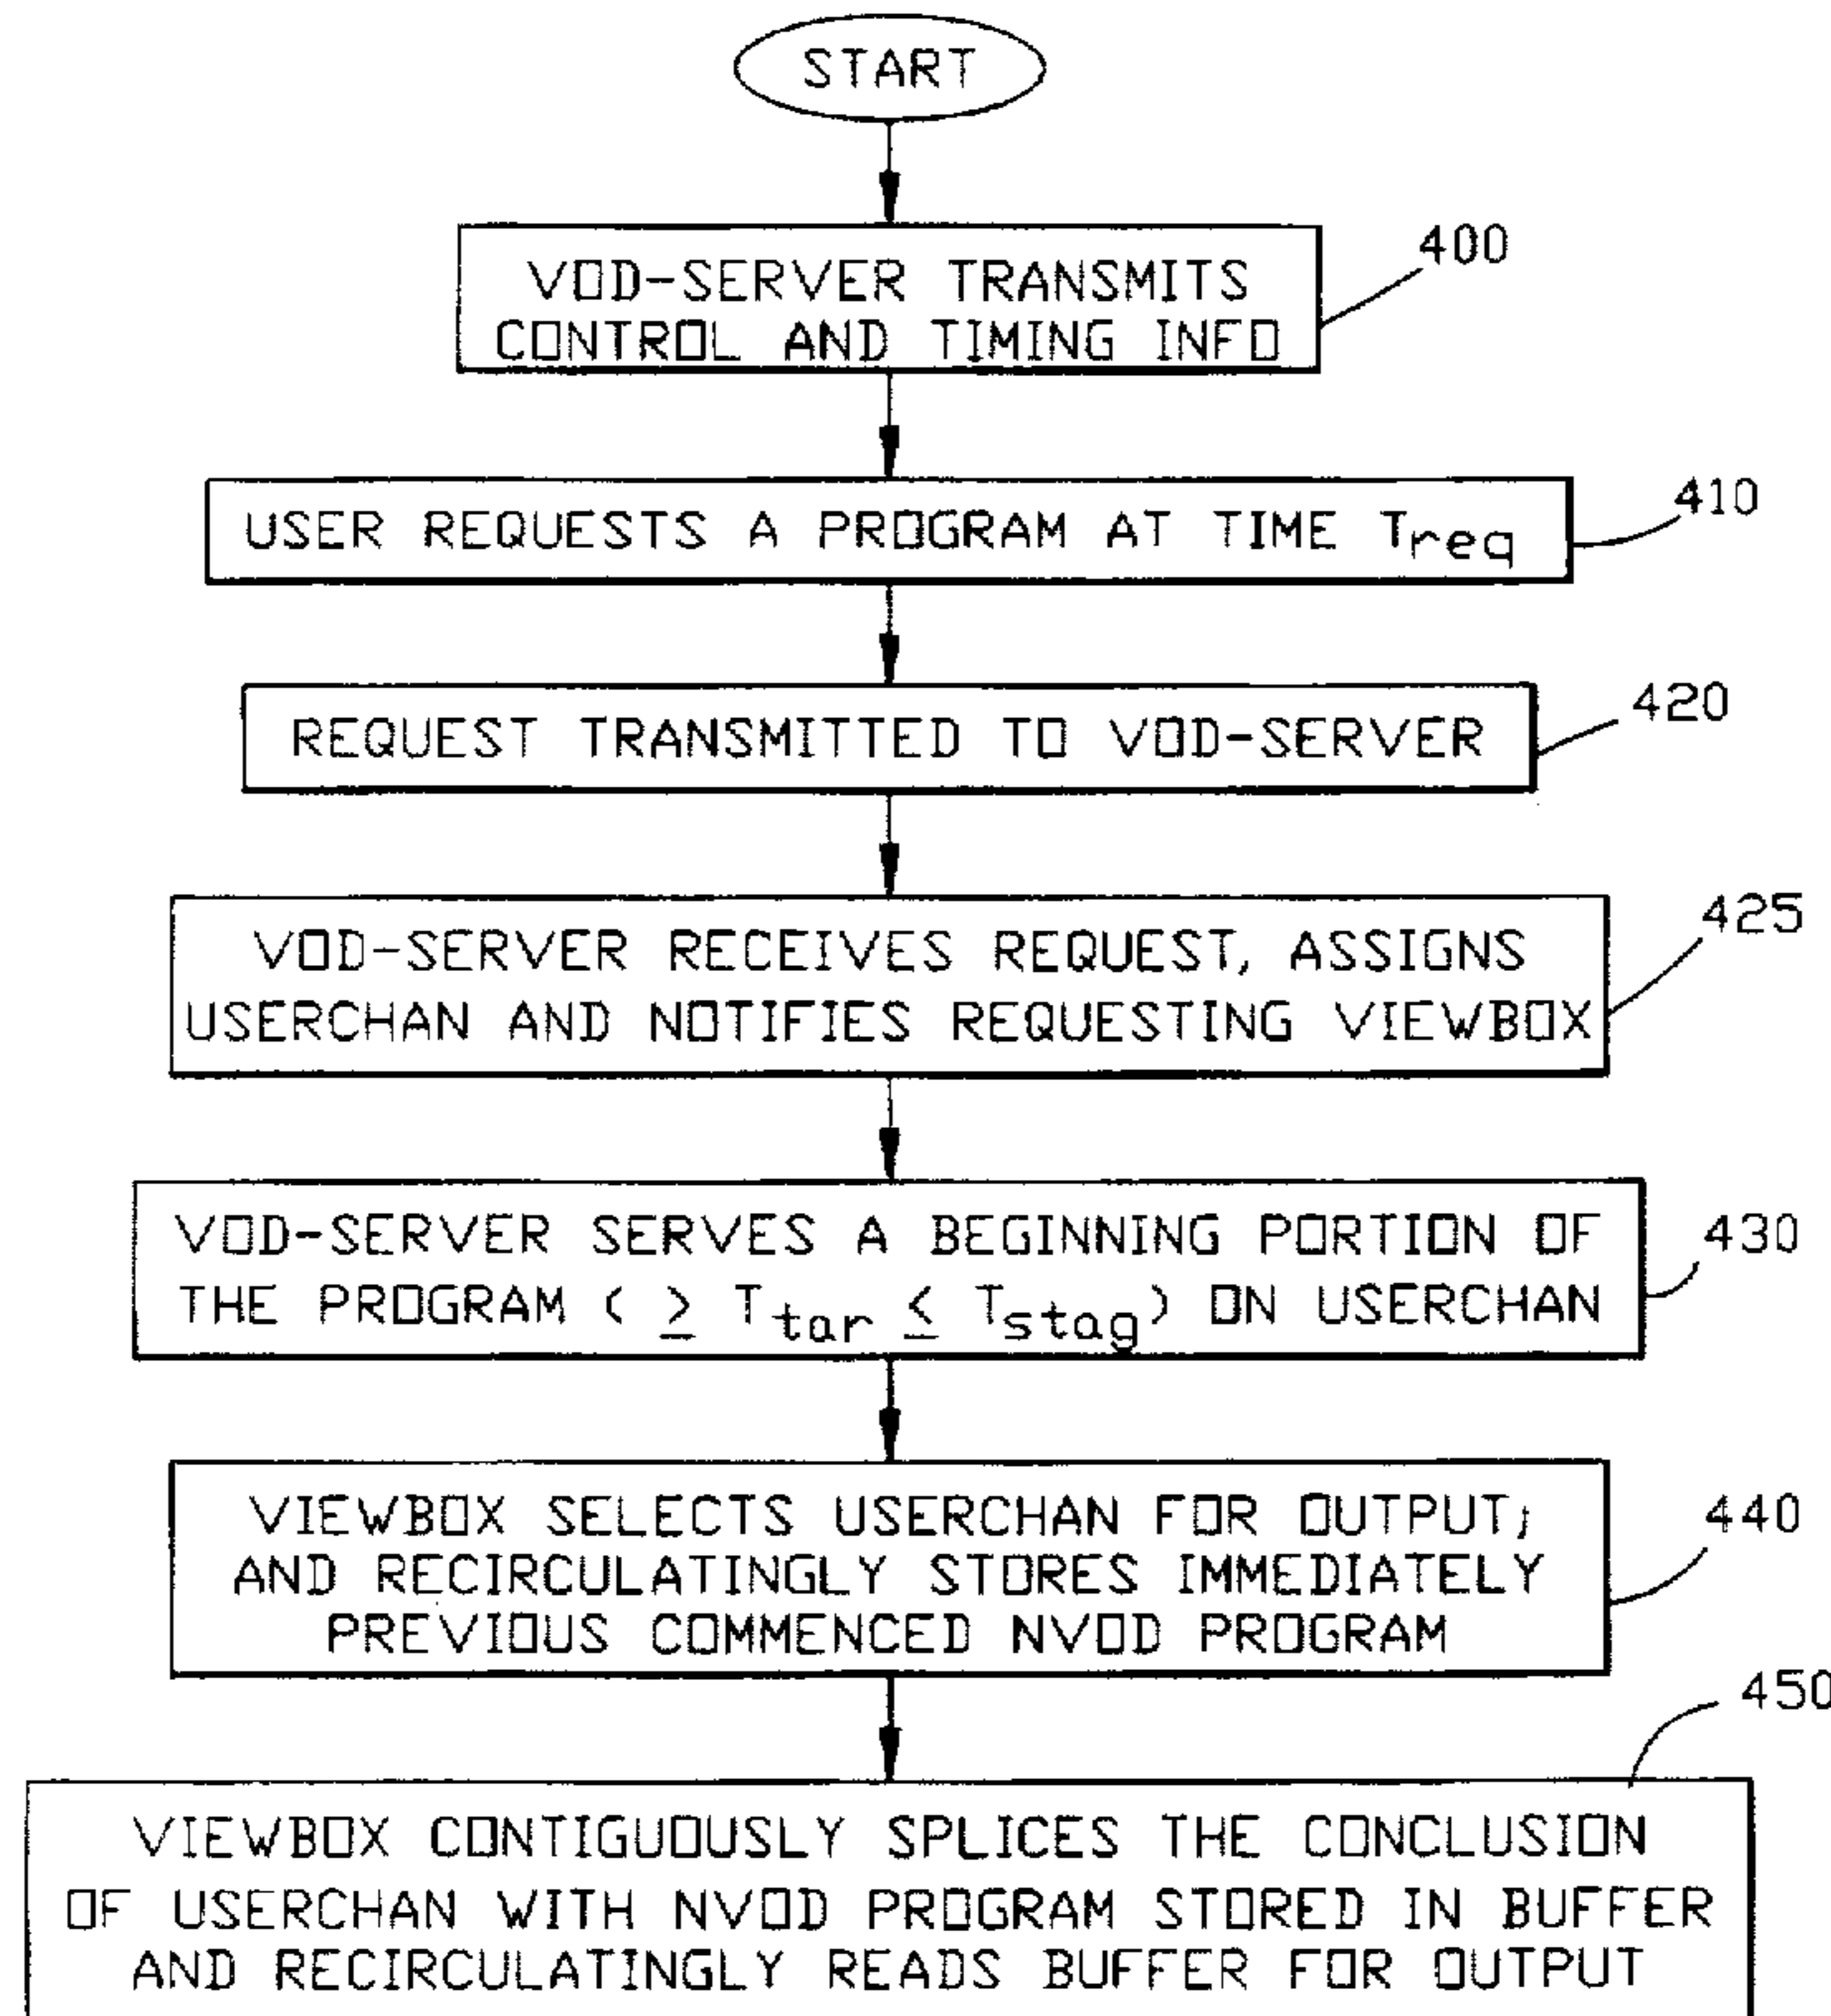 START
400
VOD-SERVER TRANSMITS
CONTROL AND TIMING INFO
410
USER REQUESTS A PROGRAM AT TIME Treq
420
REQUEST TRANSMITTED TO VOD-SERVER
425
VOD-SERVER RECEIVES REQUEST, ASSIGNS
USERCHAN AND NOTIFIES REQUESTING VIEWBOX
430
VOD-SERVER SERVES A BEGINNING PORTION OF
THE PROGRAM ( ≥ Ttar ≤ Tstag) ON USERCHAN
440
VIEWBOX SELECTS USERCHAN FOR OUTPUT;
AND RECIRCULATINGLY STORES IMMEDIATELY
PREVIOUS COMMENCED NVOD PROGRAM
450
VIEWBOX CONTIGUOUSLY SPLICES THE CONCLUSION
OF USERCHAN WITH NVOD PROGRAM STORED IN BUFFER
AND RECIRCULATINGLY READS BUFFER FOR OUTPUT